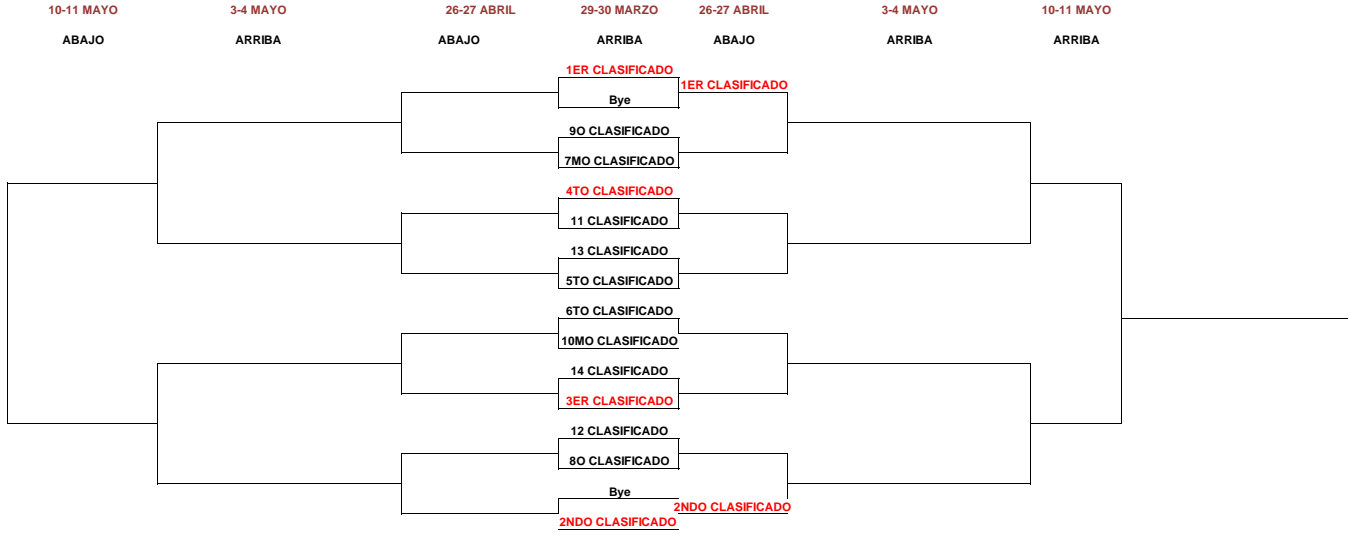 10-11 MAYO 3-4 MAYO 26-27 ABRIL 29-30 MARZO 26-27 ABRIL 3-4 MAYO 10-11 MAYO
ABAJO ARRIBA ABAJO ARRIBA ABAJO ARRIBA ARRIBA
1ER CLASIFICADO
1ER CLASIFICADO
Bye
9O CLASIFICADO
7MO CLASIFICADO
4TO CLASIFICADO
11 CLASIFICADO
13 CLASIFICADO
5TO CLASIFICADO
6TO CLASIFICADO
10MO CLASIFICADO
14 CLASIFICADO
3ER CLASIFICADO
12 CLASIFICADO
8O CLASIFICADO
Bye
2NDO CLASIFICADO
2NDO CLASIFICADO